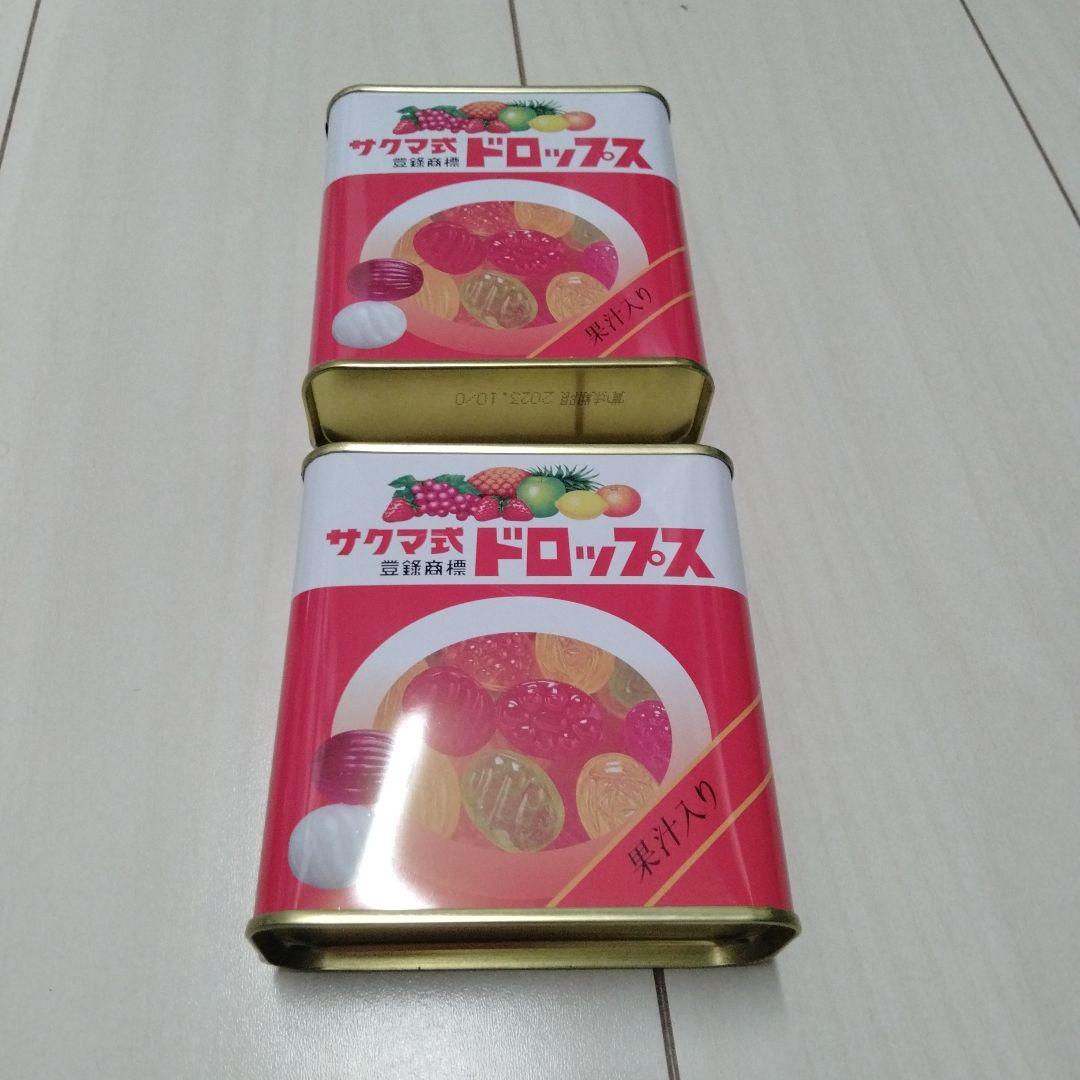 サクマ式 ドロップス
登録商標
果汁入り
賞味期限 2023.10
サクマ式 ドロップス
登録商標
果汁入り